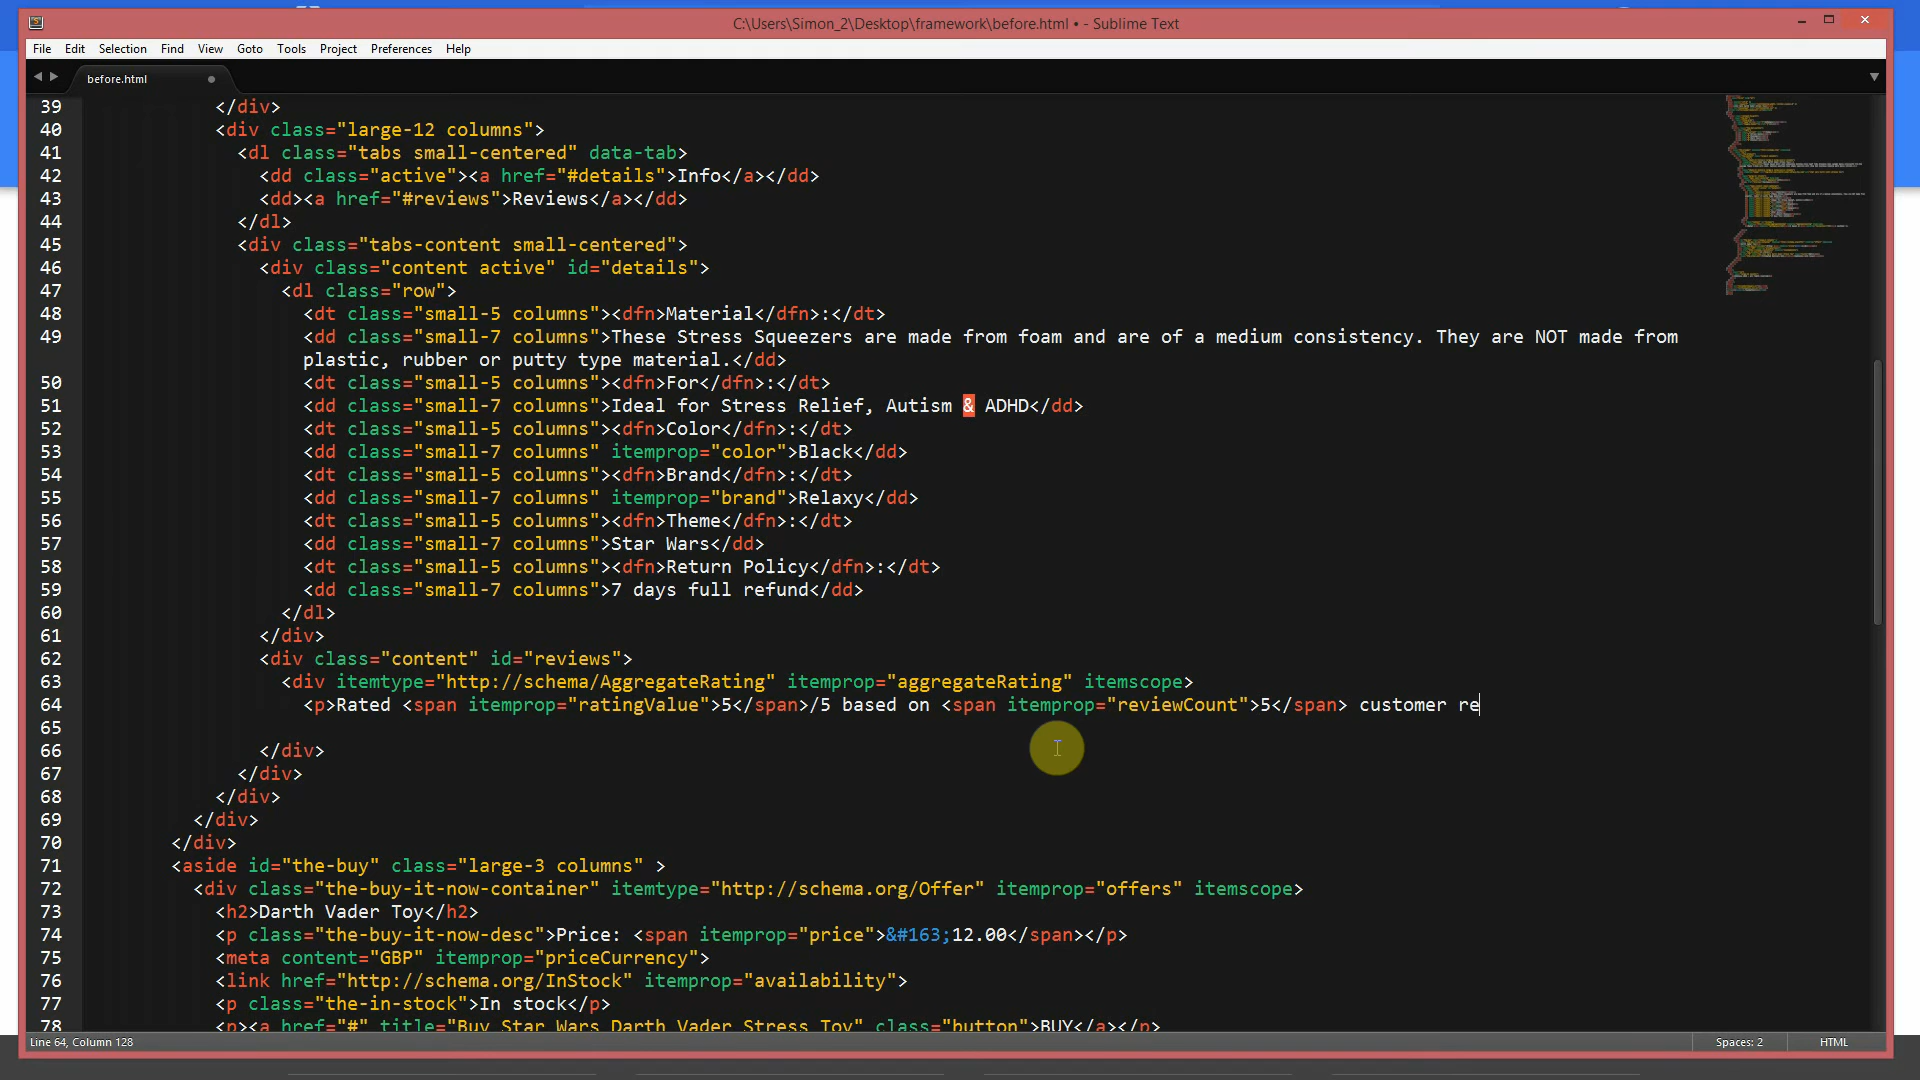 C:\Users\Simon_2\Desktop\framework\before.html • - Sublime Text
File Edit Selection Find View Goto Tools Project Preferences Help
before.html
39 </div>
40 <div class="large-12 columns">
41 <dl class="tabs small-centered" data-tab>
42 <dd class="active"><a href="#details">Info</a></dd>
43 <dd><a href="#reviews">Reviews</a></dd>
44 </dl>
45 <div class="tabs-content small-centered">
46 <div class="content active" id="details">
47 <dl class="row">
48 <dt class="small-5 columns"><dfn>Material</dfn>:</dt>
49 <dd class="small-7 columns">These Stress Squeezers are made from foam and are of a medium consistency. They are NOT made from
plastic, rubber or putty type material.</dd>
50 <dt class="small-5 columns"><dfn>For</dfn>:</dt>
51 <dd class="small-7 columns">Ideal for Stress Relief, Autism & ADHD</dd>
52 <dt class="small-5 columns"><dfn>Color</dfn>:</dt>
53 <dd class="small-7 columns" itemprop="color">Black</dd>
54 <dt class="small-5 columns"><dfn>Brand</dfn>:</dt>
55 <dd class="small-7 columns" itemprop="brand">Relaxy</dd>
56 <dt class="small-5 columns"><dfn>Theme</dfn>:</dt>
57 <dd class="small-7 columns">Star Wars</dd>
58 <dt class="small-5 columns"><dfn>Return Policy</dfn>:</dt>
59 <dd class="small-7 columns">7 days full refund</dd>
60 </dl>
61 </div>
62 <div class="content" id="reviews">
63 <div itemtype="http://schema/AggregateRating" itemprop="aggregateRating" itemscope>
64 <p>Rated <span itemprop="ratingValue">5</span>/5 based on <span itemprop="reviewCount">5</span> customer re
65
66 </div>
67 </div>
68 </div>
69 </div>
70 </div>
71 <aside id="the-buy" class="large-3 columns" >
72 <div class="the-buy-it-now-container" itemtype="http://schema.org/Offer" itemprop="offers" itemscope>
73 <h2>Darth Vader Toy</h2>
74 <p class="the-buy-it-now-desc">Price: <span itemprop="price">&#163;12.00</span></p>
75 <meta content="GBP" itemprop="priceCurrency">
76 <link href="http://schema.org/InStock" itemprop="availability">
77 <p class="the-in-stock">In stock</p>
78 <p><a href="#" title="Buy Star Wars Darth Vader Stress Toy" class="button">BUY</a></p>
Line 64, Column 128 Spaces: 2 HTML